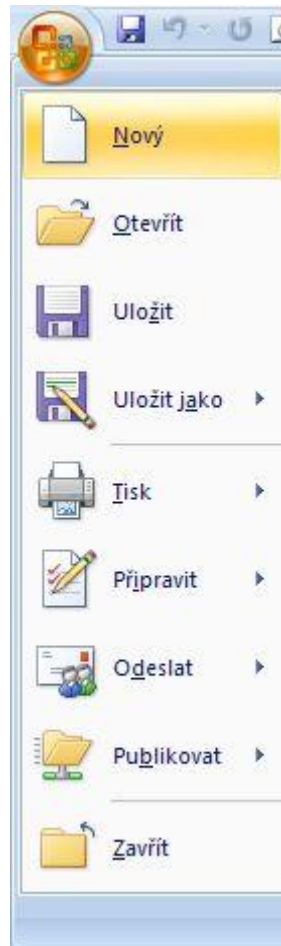 Nový
Otevřít
Uložit
Uložit jako
Tisk
Připravit
Odeslat
Publikovat
Zavřít